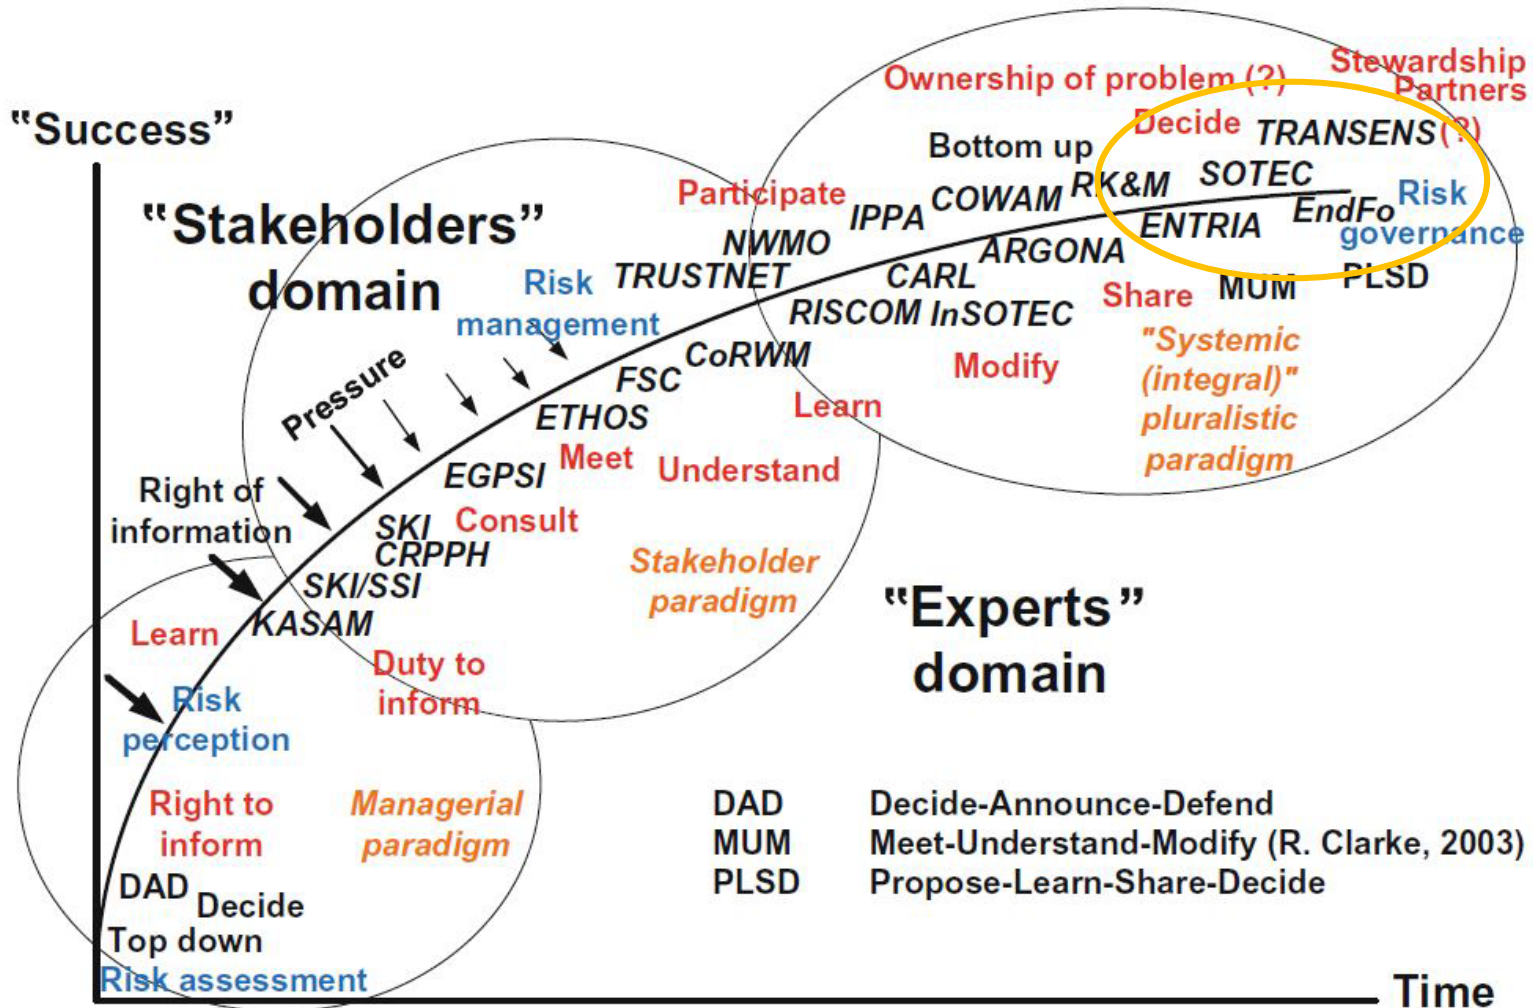 Stewardship
Partners
(?)
Ownership of problem (?)
"Success"
Decide
TRANSENS
Bottom up
SOTEC
RK&M
Risk
governance
"Stakeholders"
domain
Participate
COWAM
IPPA
EndFo
ENTRIA
NWMO
ARGONA
TRUSTNET
CARL
PLSD
Risk
management
MUM
Share
RISCOM
InSOTEC
"Systemic
(integral)"
pluralistic
paradigm
CoRWM
Modify
Pressure
FSC
Learn
ETHOS
Meet
Understand
EGPSI
Right of
information
SKI
CRPPH
Consult
Stakeholder
paradigm
SKI/SSI
KASAM
"Experts"
domain
Learn
Duty to
inform
Risk
perception
Right to
inform
Managerial
paradigm
DAD Decide-Announce-Defend
MUM Meet-Understand-Modify (R. Clarke, 2003)
PLSD Propose-Learn-Share-Decide
DAD
Decide
Top down
Risk assessment
Time